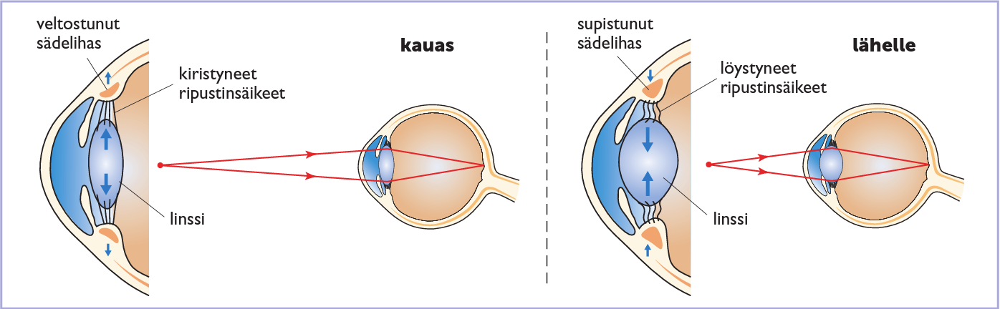 veltostunut
sädelihas
kauas
kiristyneet
ripustinsäikeet
linssi
supistunut
sädelihas
lähelle
löystyneet
ripustinsäikeet
linssi